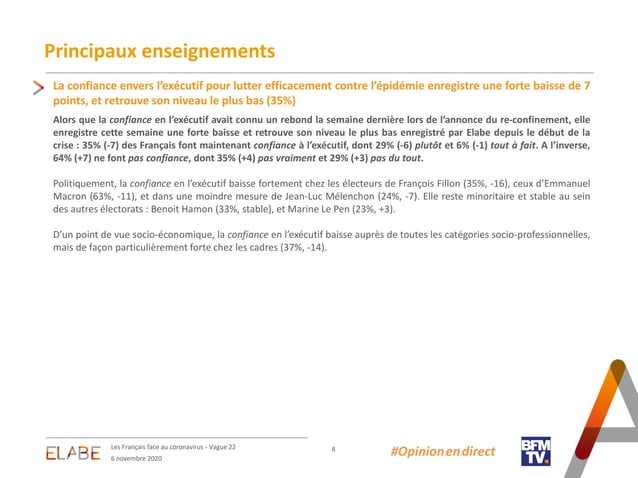 Principaux enseignements
La confiance envers l’exécutif pour lutter efficacement contre l’épidémie enregistre une forte baisse de 7
points, et retrouve son niveau le plus bas (35%)
Alors que la confiance en l’exécutif avait connu un rebond la semaine dernière lors de l’annonce du re-confinement, elle
enregistre cette semaine une forte baisse et retrouve son niveau le plus bas enregistré par Elabe depuis le début de la
crise : 35% (-7) des Français font maintenant confiance à l’exécutif, dont 29% (-6) plutôt et 6% (-1) tout à fait. A l’inverse,
64% (+7) ne font pas confiance, dont 35% (+4) pas vraiment et 29% (+3) pas du tout.
Politiquement, la confiance en l’exécutif baisse fortement chez les électeurs de François Fillon (35%, -16), ceux d’Emmanuel
Macron (63%, -11), et dans une moindre mesure de Jean-Luc Mélenchon (24%, -7). Elle reste minoritaire et stable au sein
des autres électorats : Benoit Hamon (33%, stable), et Marine Le Pen (23%, +3).
D’un point de vue socio-économique, la confiance en l’exécutif baisse auprès de toutes les catégories socio-professionnelles,
mais de façon particulièrement forte chez les cadres (37%, -14).
ELABE
Les Français face au coronavirus - Vague 22
6 novembre 2020
8
#Opinion en direct
BFM
TV.